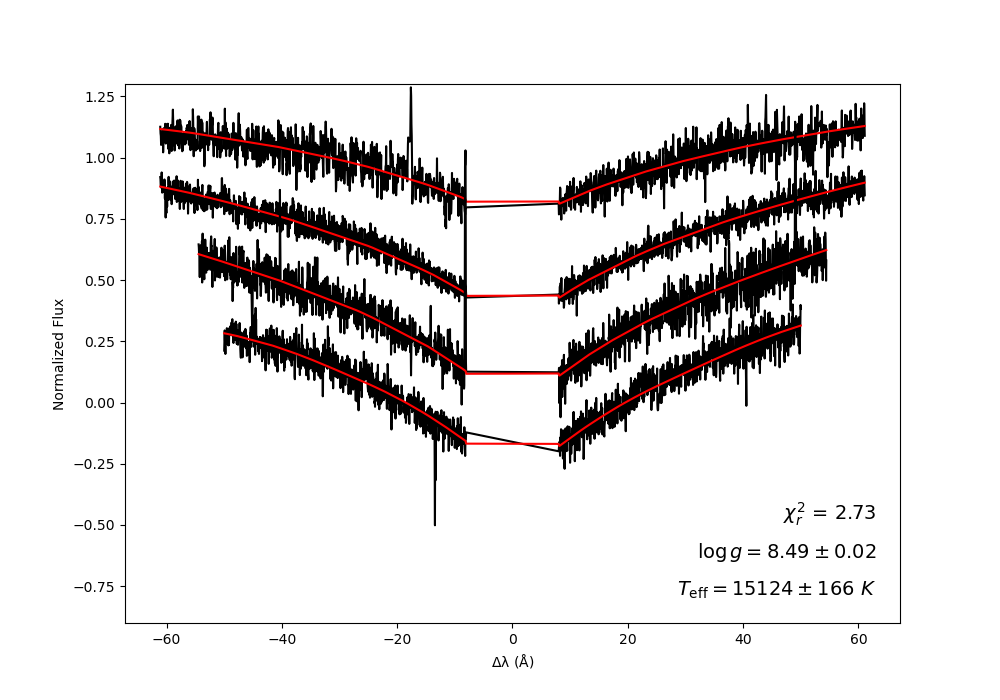 1.25
1.00
0.75
0.50
0.25
0.00
−0.25
−0.50
−0.75
Normalized Flux
χ²ᵣ = 2.73
log g = 8.49 ± 0.02
T_eff = 15124 ± 166 K
−60 −40 −20 0 20 40 60
Δλ (Å)